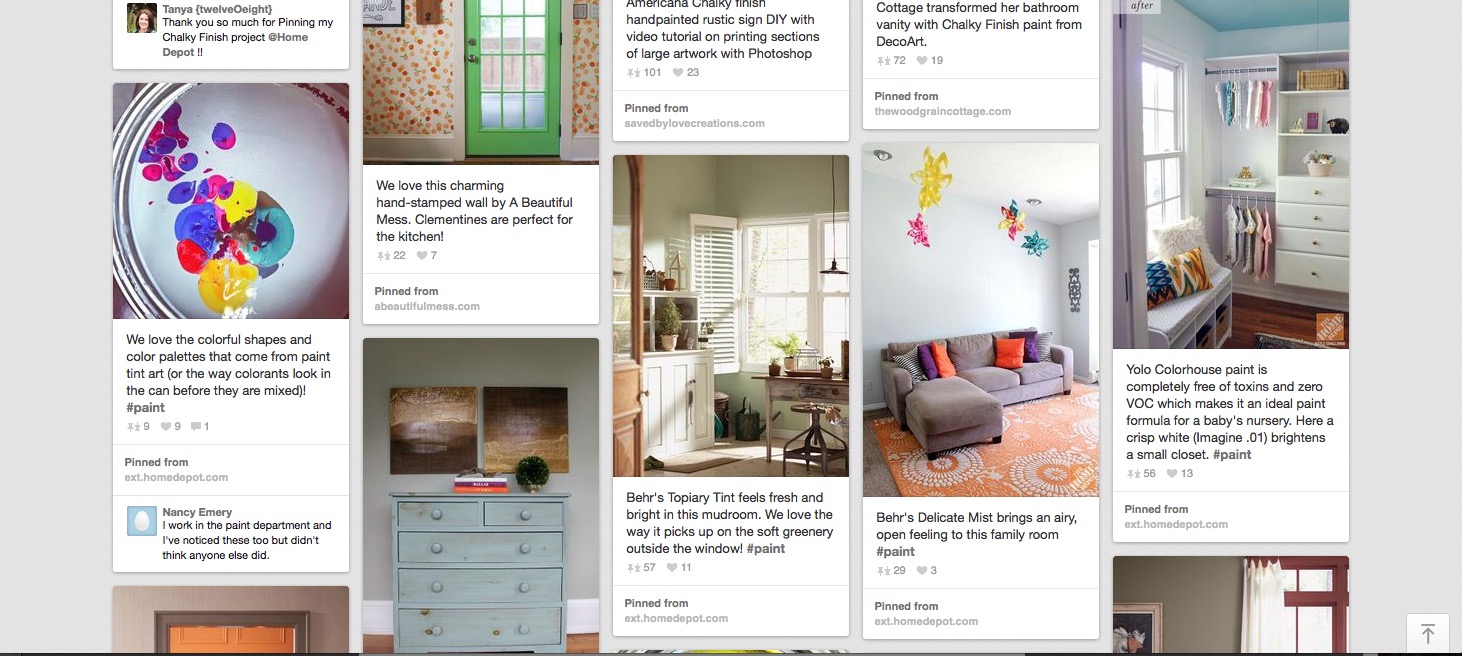 Tanya {twelveOeight}
Thank you so much for Pinning my
Chalky Finish project @Home
Depot !!
We love the colorful shapes and
color palettes that come from paint
tint art (or the way colorants look in
the can before they are mixed)!
#paint
9 9 1
Pinned from
ext.homedepot.com
Nancy Emery
I work in the paint department and
I've noticed these too but didn't
think anyone else did.
We love this charming
hand-stamped wall by A Beautiful
Mess. Clementines are perfect for
the kitchen!
22 7
Pinned from
abeautifulmess.com
Americana Chalky finish
handpainted rustic sign DIY with
video tutorial on printing sections
of large artwork with Photoshop
101 23
Pinned from
savedbylovecreations.com
Behr's Topiary Tint feels fresh and
bright in this mudroom. We love the
way it picks up on the soft greenery
outside the window! #paint
57 11
Pinned from
ext.homedepot.com
Cottage transformed her bathroom
vanity with Chalky Finish paint from
DecoArt.
72 19
Pinned from
thewoodgraincottage.com
Behr's Delicate Mist brings an airy,
open feeling to this family room
#paint
29 3
Pinned from
ext.homedepot.com
after
Yolo Colorhouse paint is
completely free of toxins and zero
VOC which makes it an ideal paint
formula for a baby's nursery. Here a
crisp white (Imagine .01) brightens
a small closet. #paint
56 13
Pinned from
ext.homedepot.com